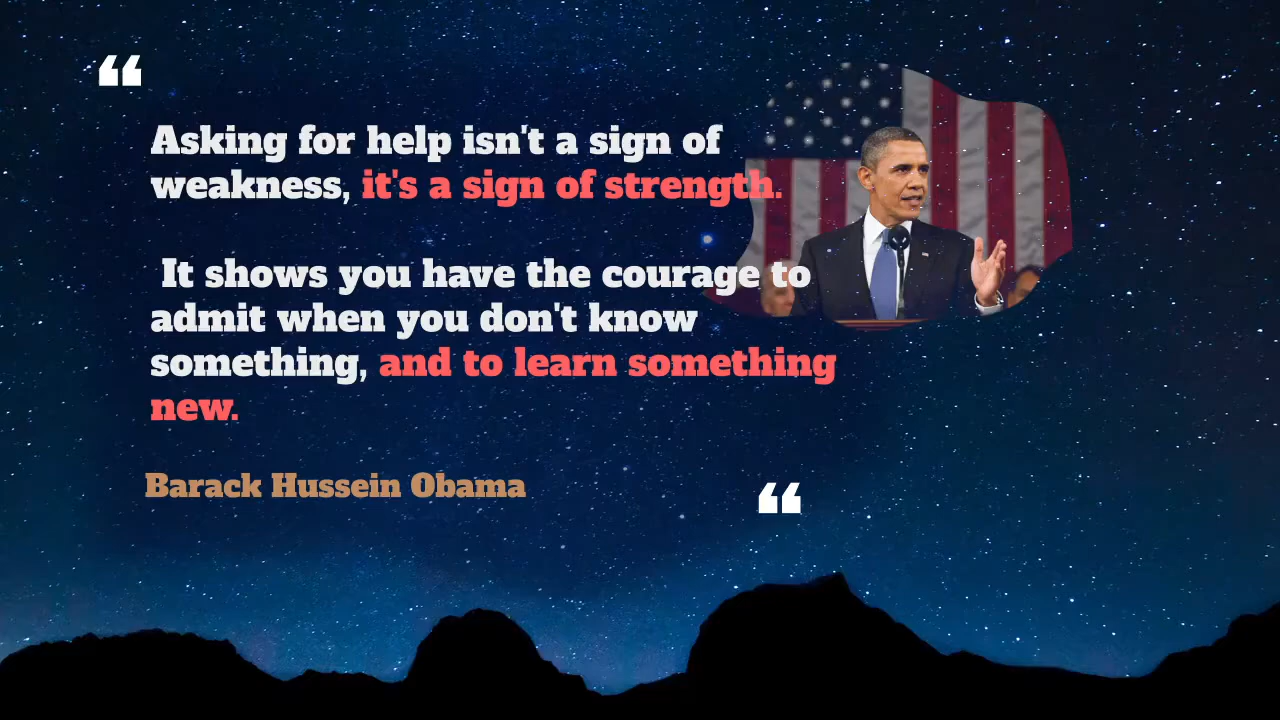 ❝
Asking for help isn't a sign of
weakness, it's a sign of strength.
It shows you have the courage to
admit when you don't know
something, and to learn something
new.
Barack Hussein Obama
❝